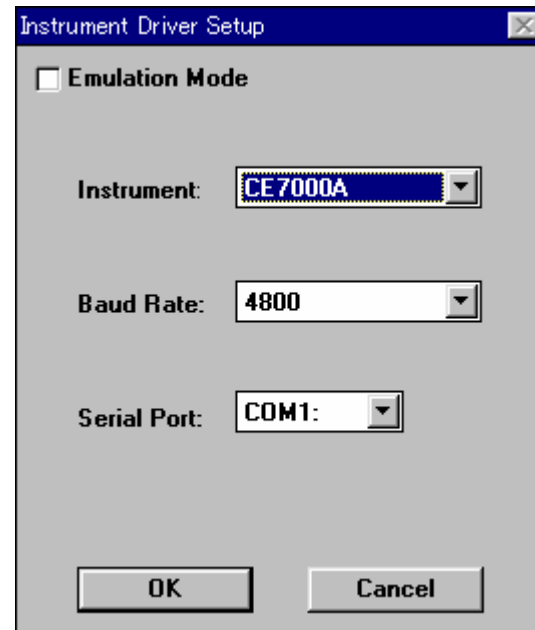 Instrument Driver Setup
Emulation Mode
Instrument: CE7000A
Baud Rate: 4800
Serial Port: COM1:
OK Cancel